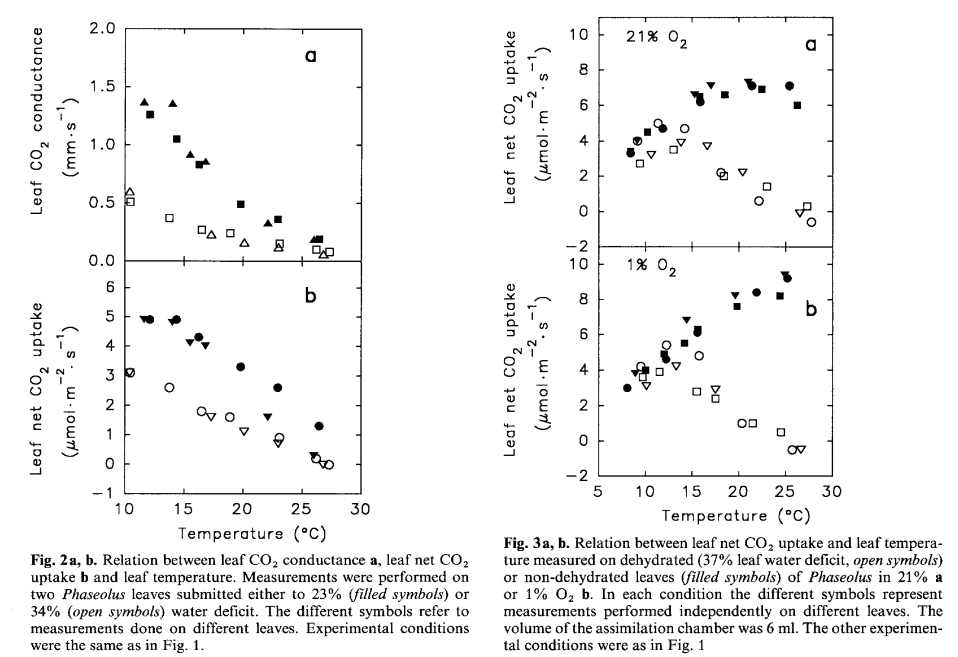 2.0
1.5
1.0
0.5
0.0
Leaf CO₂ conductance
(mm·s⁻¹)
a
6
5
4
3
2
1
0
−1
Leaf net CO₂ uptake
(μmol·m⁻²·s⁻¹)
b
10 15 20 25 30
Temperature (°C)
Fig. 2a, b. Relation between leaf CO₂ conductance a, leaf net CO₂
uptake b and leaf temperature. Measurements were performed on
two Phaseolus leaves submitted either to 23% (filled symbols) or
34% (open symbols) water deficit. The different symbols refer to
measurements done on different leaves. Experimental conditions
were the same as in Fig. 1.
10
8
6
4
2
0
−2
Leaf net CO₂ uptake
(μmol·m⁻²·s⁻¹)
21% O₂
a
10
8
6
4
2
0
−2
Leaf net CO₂ uptake
(μmol·m⁻²·s⁻¹)
1% O₂
b
5 10 15 20 25 30
Temperature (°C)
Fig. 3a, b. Relation between leaf net CO₂ uptake and leaf tempera-
ture measured on dehydrated (37% leaf water deficit, open symbols)
or non-dehydrated leaves (filled symbols) of Phaseolus in 21% a
or 1% O₂ b. In each condition the different symbols represent
measurements performed independently on different leaves. The
volume of the assimilation chamber was 6 ml. The other experimen-
tal conditions were as in Fig. 1